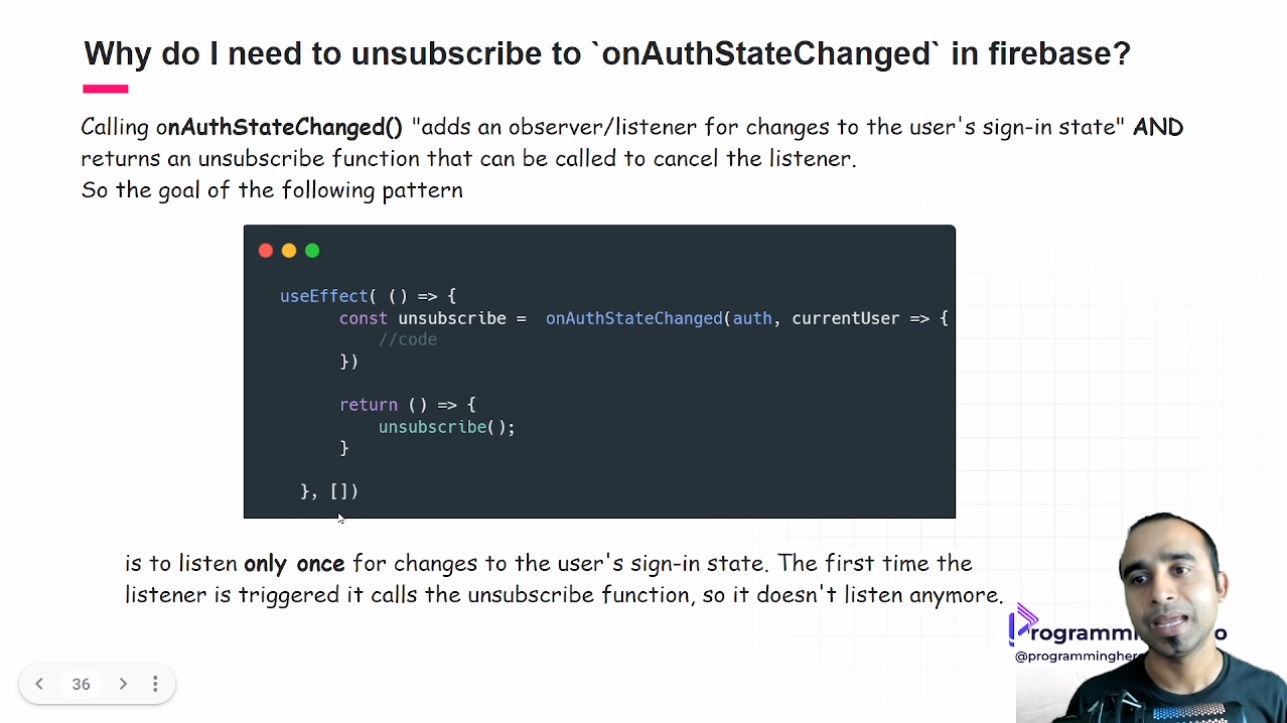 Why do I need to unsubscribe to `onAuthStateChanged` in firebase?
Calling onAuthStateChanged() "adds an observer/listener for changes to the user's sign-in state" AND
returns an unsubscribe function that can be called to cancel the listener.
So the goal of the following pattern
useEffect( () => {
const unsubscribe = onAuthStateChanged(auth, currentUser => {
//code
})
return () => {
unsubscribe();
}
}, [])
is to listen only once for changes to the user's sign-in state. The first time the
listener is triggered it calls the unsubscribe function, so it doesn't listen anymore.
36